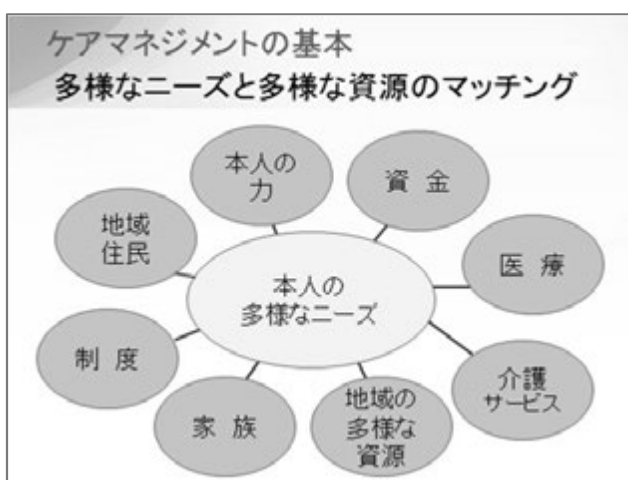 ケアマネジメントの基本
多様なニーズと多様な資源のマッチング
本人の
力
資 金
地域
住民
医 療
本人の
多様なニーズ
制 度
介護
サービス
家 族
地域の
多様な
資源